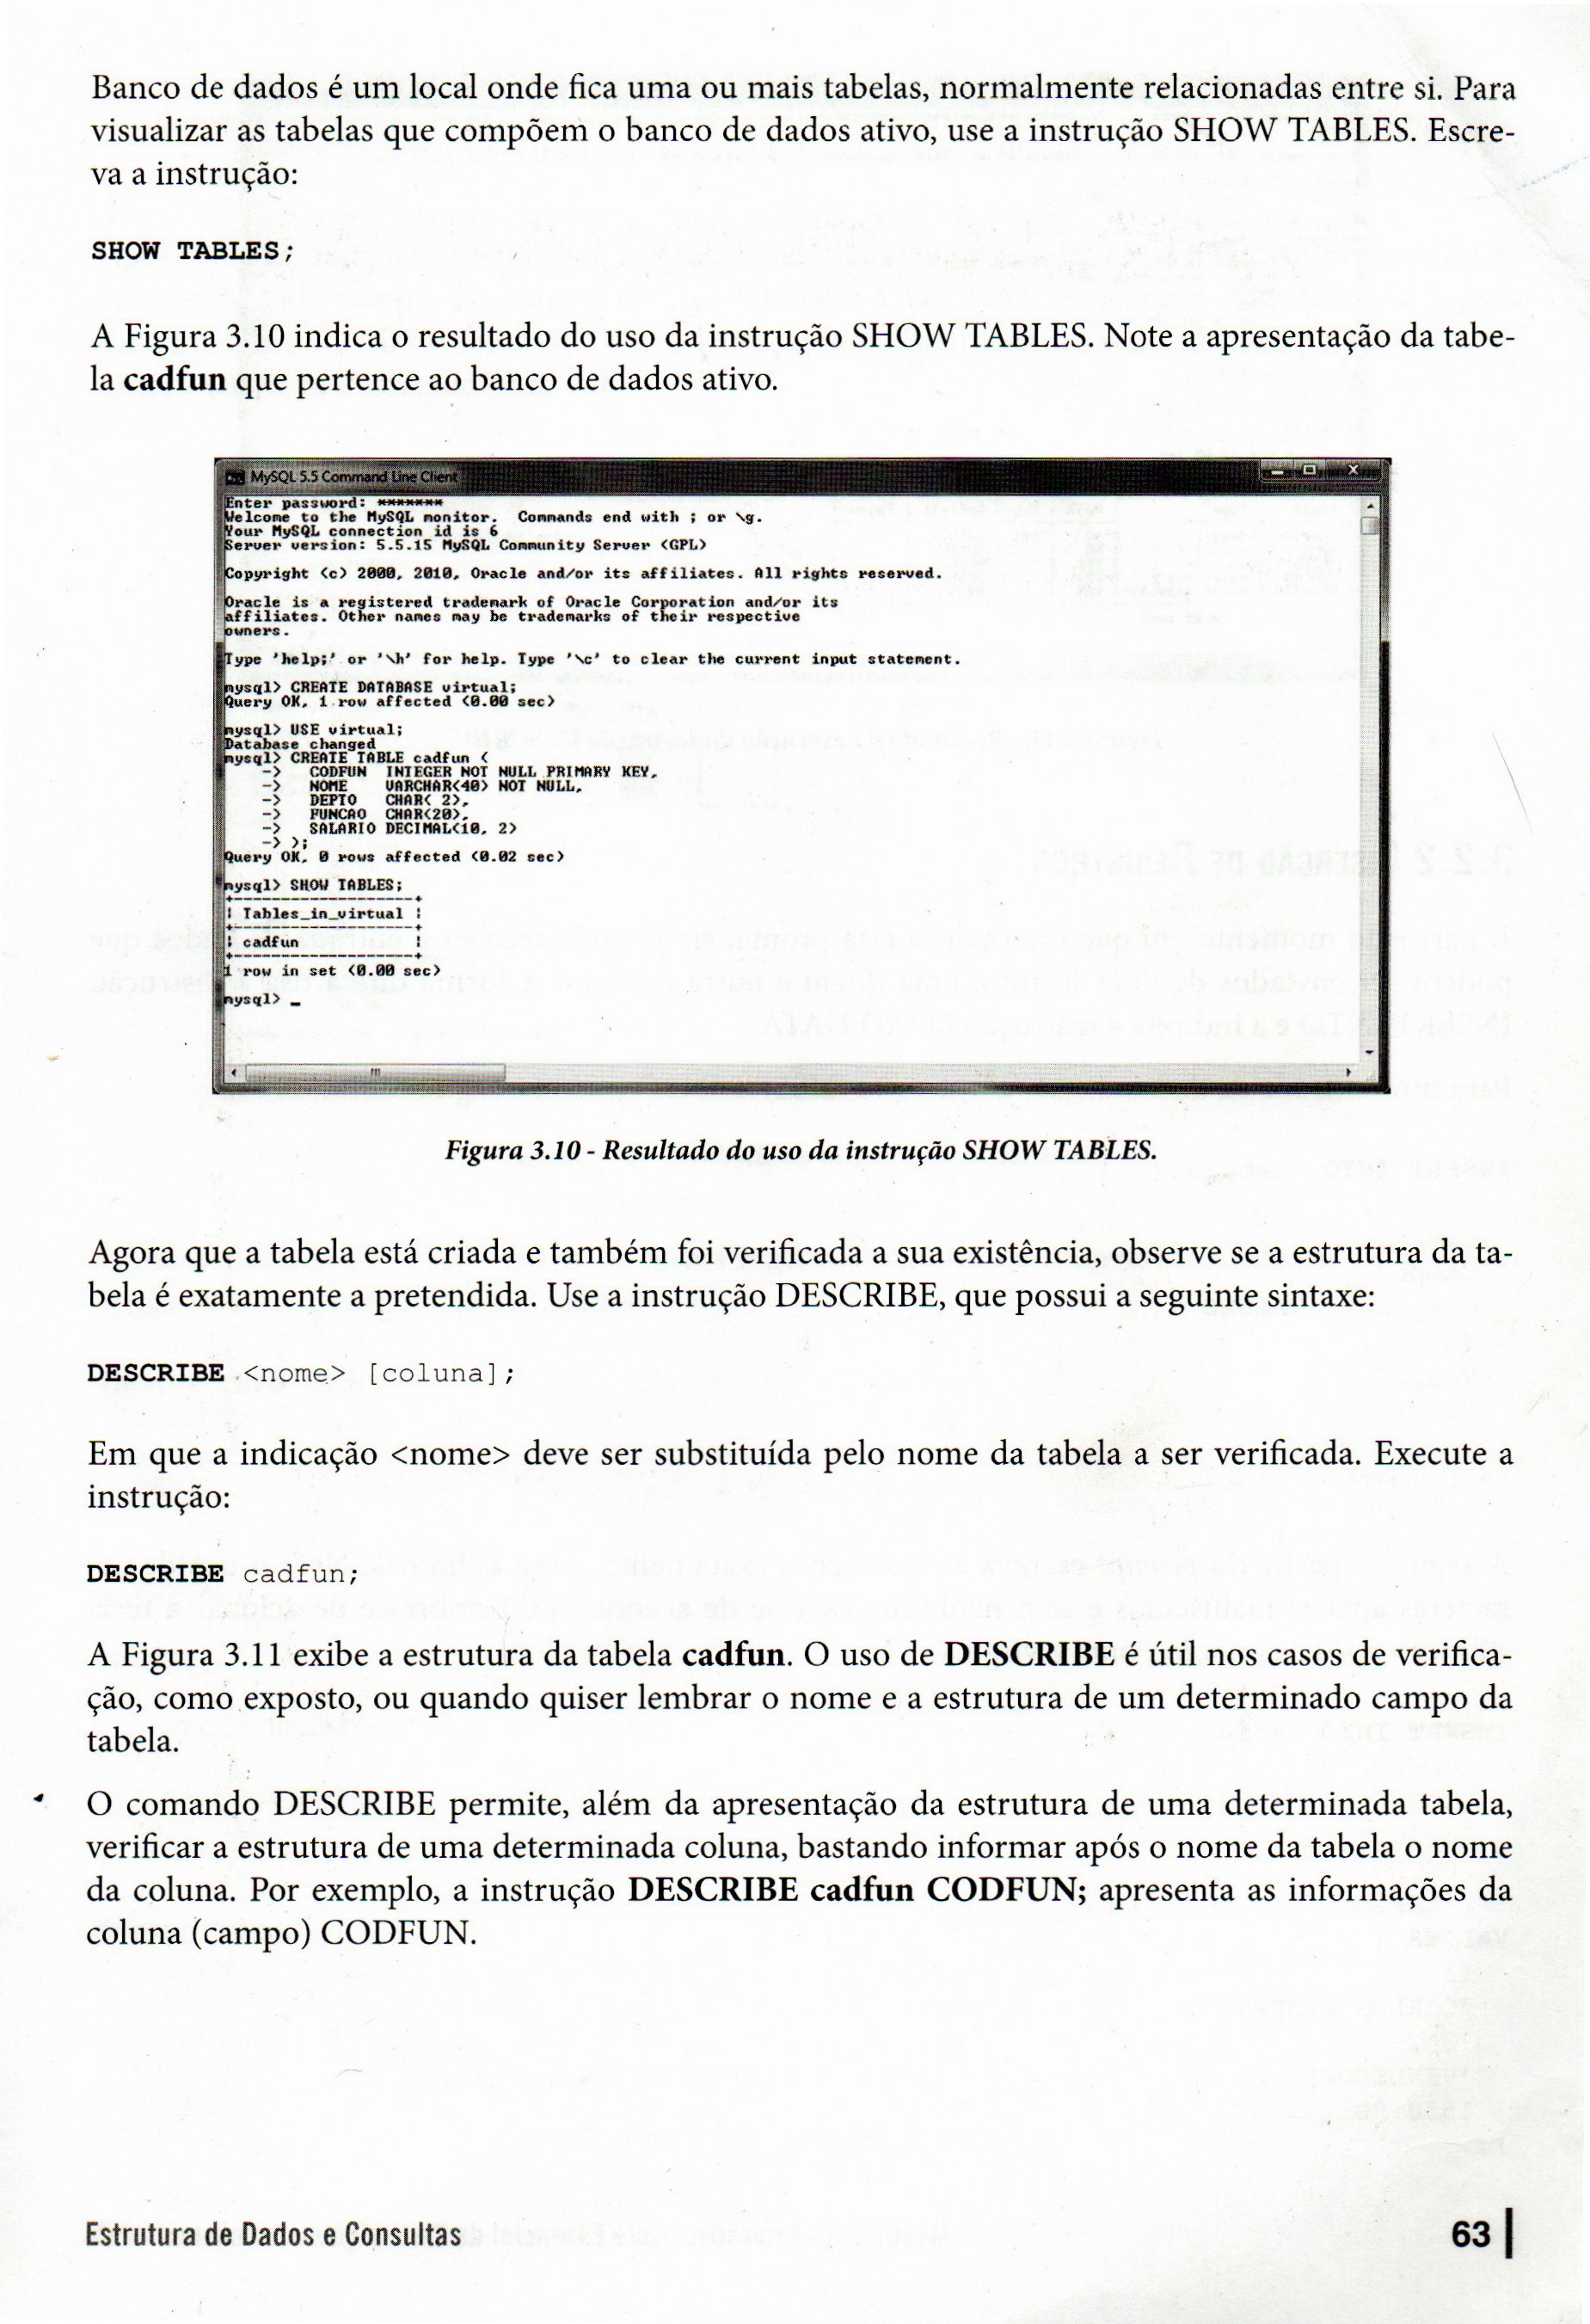 Banco de dados é um local onde fica uma ou mais tabelas, normalmente relacionadas entre si. Para
visualizar as tabelas que compõem o banco de dados ativo, use a instrução SHOW TABLES. Escre-
va a instrução:
SHOW TABLES;
A Figura 3.10 indica o resultado do uso da instrução SHOW TABLES. Note a apresentação da tabe-
la cadfun que pertence ao banco de dados ativo.
MySQL 5.5 Command Line Client
Enter password: *******
Welcome to the MySQL monitor.  Commands end with ; or \g.
Your MySQL connection id is 6
Server version: 5.5.15 MySQL Community Server (GPL)
Copyright (c) 2000, 2010, Oracle and/or its affiliates. All rights reserved.
Oracle is a registered trademark of Oracle Corporation and/or its
affiliates. Other names may be trademarks of their respective
owners.
Type 'help;' or '\h' for help. Type '\c' to clear the current input statement.
mysql> CREATE DATABASE virtual;
Query OK, 1 row affected (0.00 sec)
mysql> USE virtual;
Database changed
mysql> CREATE TABLE cadfun (
    ->   CODFUN  INTEGER NOT NULL PRIMARY KEY,
    ->   NOME    VARCHAR(40) NOT NULL,
    ->   DEPTO   CHAR( 2),
    ->   FUNCAO  CHAR(20),
    ->   SALARIO DECIMAL(10, 2)
    -> );
Query OK, 0 rows affected (0.02 sec)
mysql> SHOW TABLES;
+-------------------+
| Tables_in_virtual |
+-------------------+
| cadfun            |
+-------------------+
1 row in set (0.00 sec)
mysql> _
Figura 3.10 - Resultado do uso da instrução SHOW TABLES.
Agora que a tabela está criada e também foi verificada a sua existência, observe se a estrutura da ta-
bela é exatamente a pretendida. Use a instrução DESCRIBE, que possui a seguinte sintaxe:
DESCRIBE <nome> [coluna];
Em que a indicação <nome> deve ser substituída pelo nome da tabela a ser verificada. Execute a
instrução:
DESCRIBE cadfun;
A Figura 3.11 exibe a estrutura da tabela cadfun. O uso de DESCRIBE é útil nos casos de verifica-
ção, como exposto, ou quando quiser lembrar o nome e a estrutura de um determinado campo da
tabela.
O comando DESCRIBE permite, além da apresentação da estrutura de uma determinada tabela,
verificar a estrutura de uma determinada coluna, bastando informar após o nome da tabela o nome
da coluna. Por exemplo, a instrução DESCRIBE cadfun CODFUN; apresenta as informações da
coluna (campo) CODFUN.
Estrutura de Dados e Consultas
63